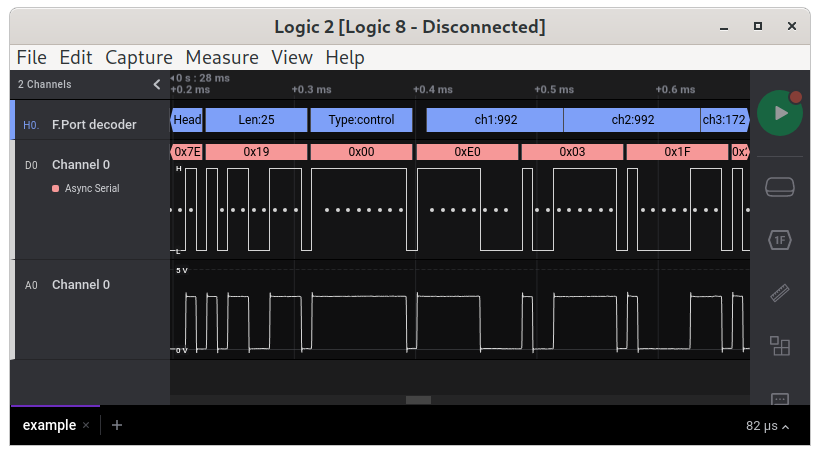 Logic 2 [Logic 8 - Disconnected]
File Edit Capture Measure View Help
2 Channels
0 s : 28 ms
+0.2 ms +0.3 ms +0.4 ms +0.5 ms +0.6 ms
H0. F.Port decoder
Head Len:25 Type:control ch1:992 ch2:992 ch3:172
D0 Channel 0
0x7E 0x19 0x00 0xE0 0x03 0x1F
Async Serial
H
L
1F
A0 Channel 0
5 V
0 V
example × +
82 µs